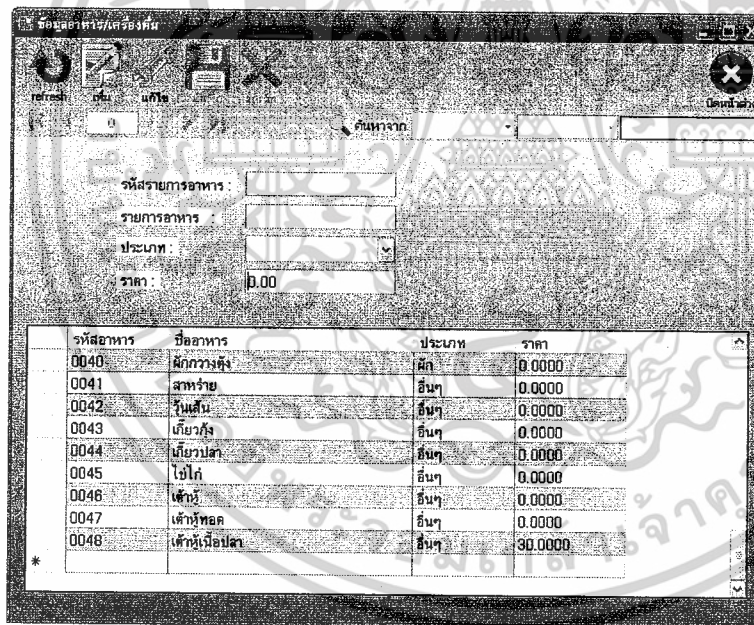 ข้อมูลอาหาร/เครื่องดื่ม
refresh เพิ่ม แก้ไข ปิดหน้าต่าง
0 ค้นหาจาก
รหัสรายการอาหาร :
รายการอาหาร :
ประเภท :
ราคา : 0.00
รหัสอาหาร ชื่ออาหาร ประเภท ราคา
0040 ผักกวางตุ้ง ผัก 0.0000
0041 สาหร่าย อื่นๆ 0.0000
0042 วุ้นเส้น อื่นๆ 0.0000
0043 เกี๊ยวกุ้ง อื่นๆ 0.0000
0044 เกี๊ยวปลา อื่นๆ 0.0000
0045 ไข่ไก่ อื่นๆ 0.0000
0046 เต้าหู้ อื่นๆ 0.0000
0047 เต้าหู้ทอด อื่นๆ 0.0000
0048 เต้าหู้เนื้อปลา อื่นๆ 30.0000
*